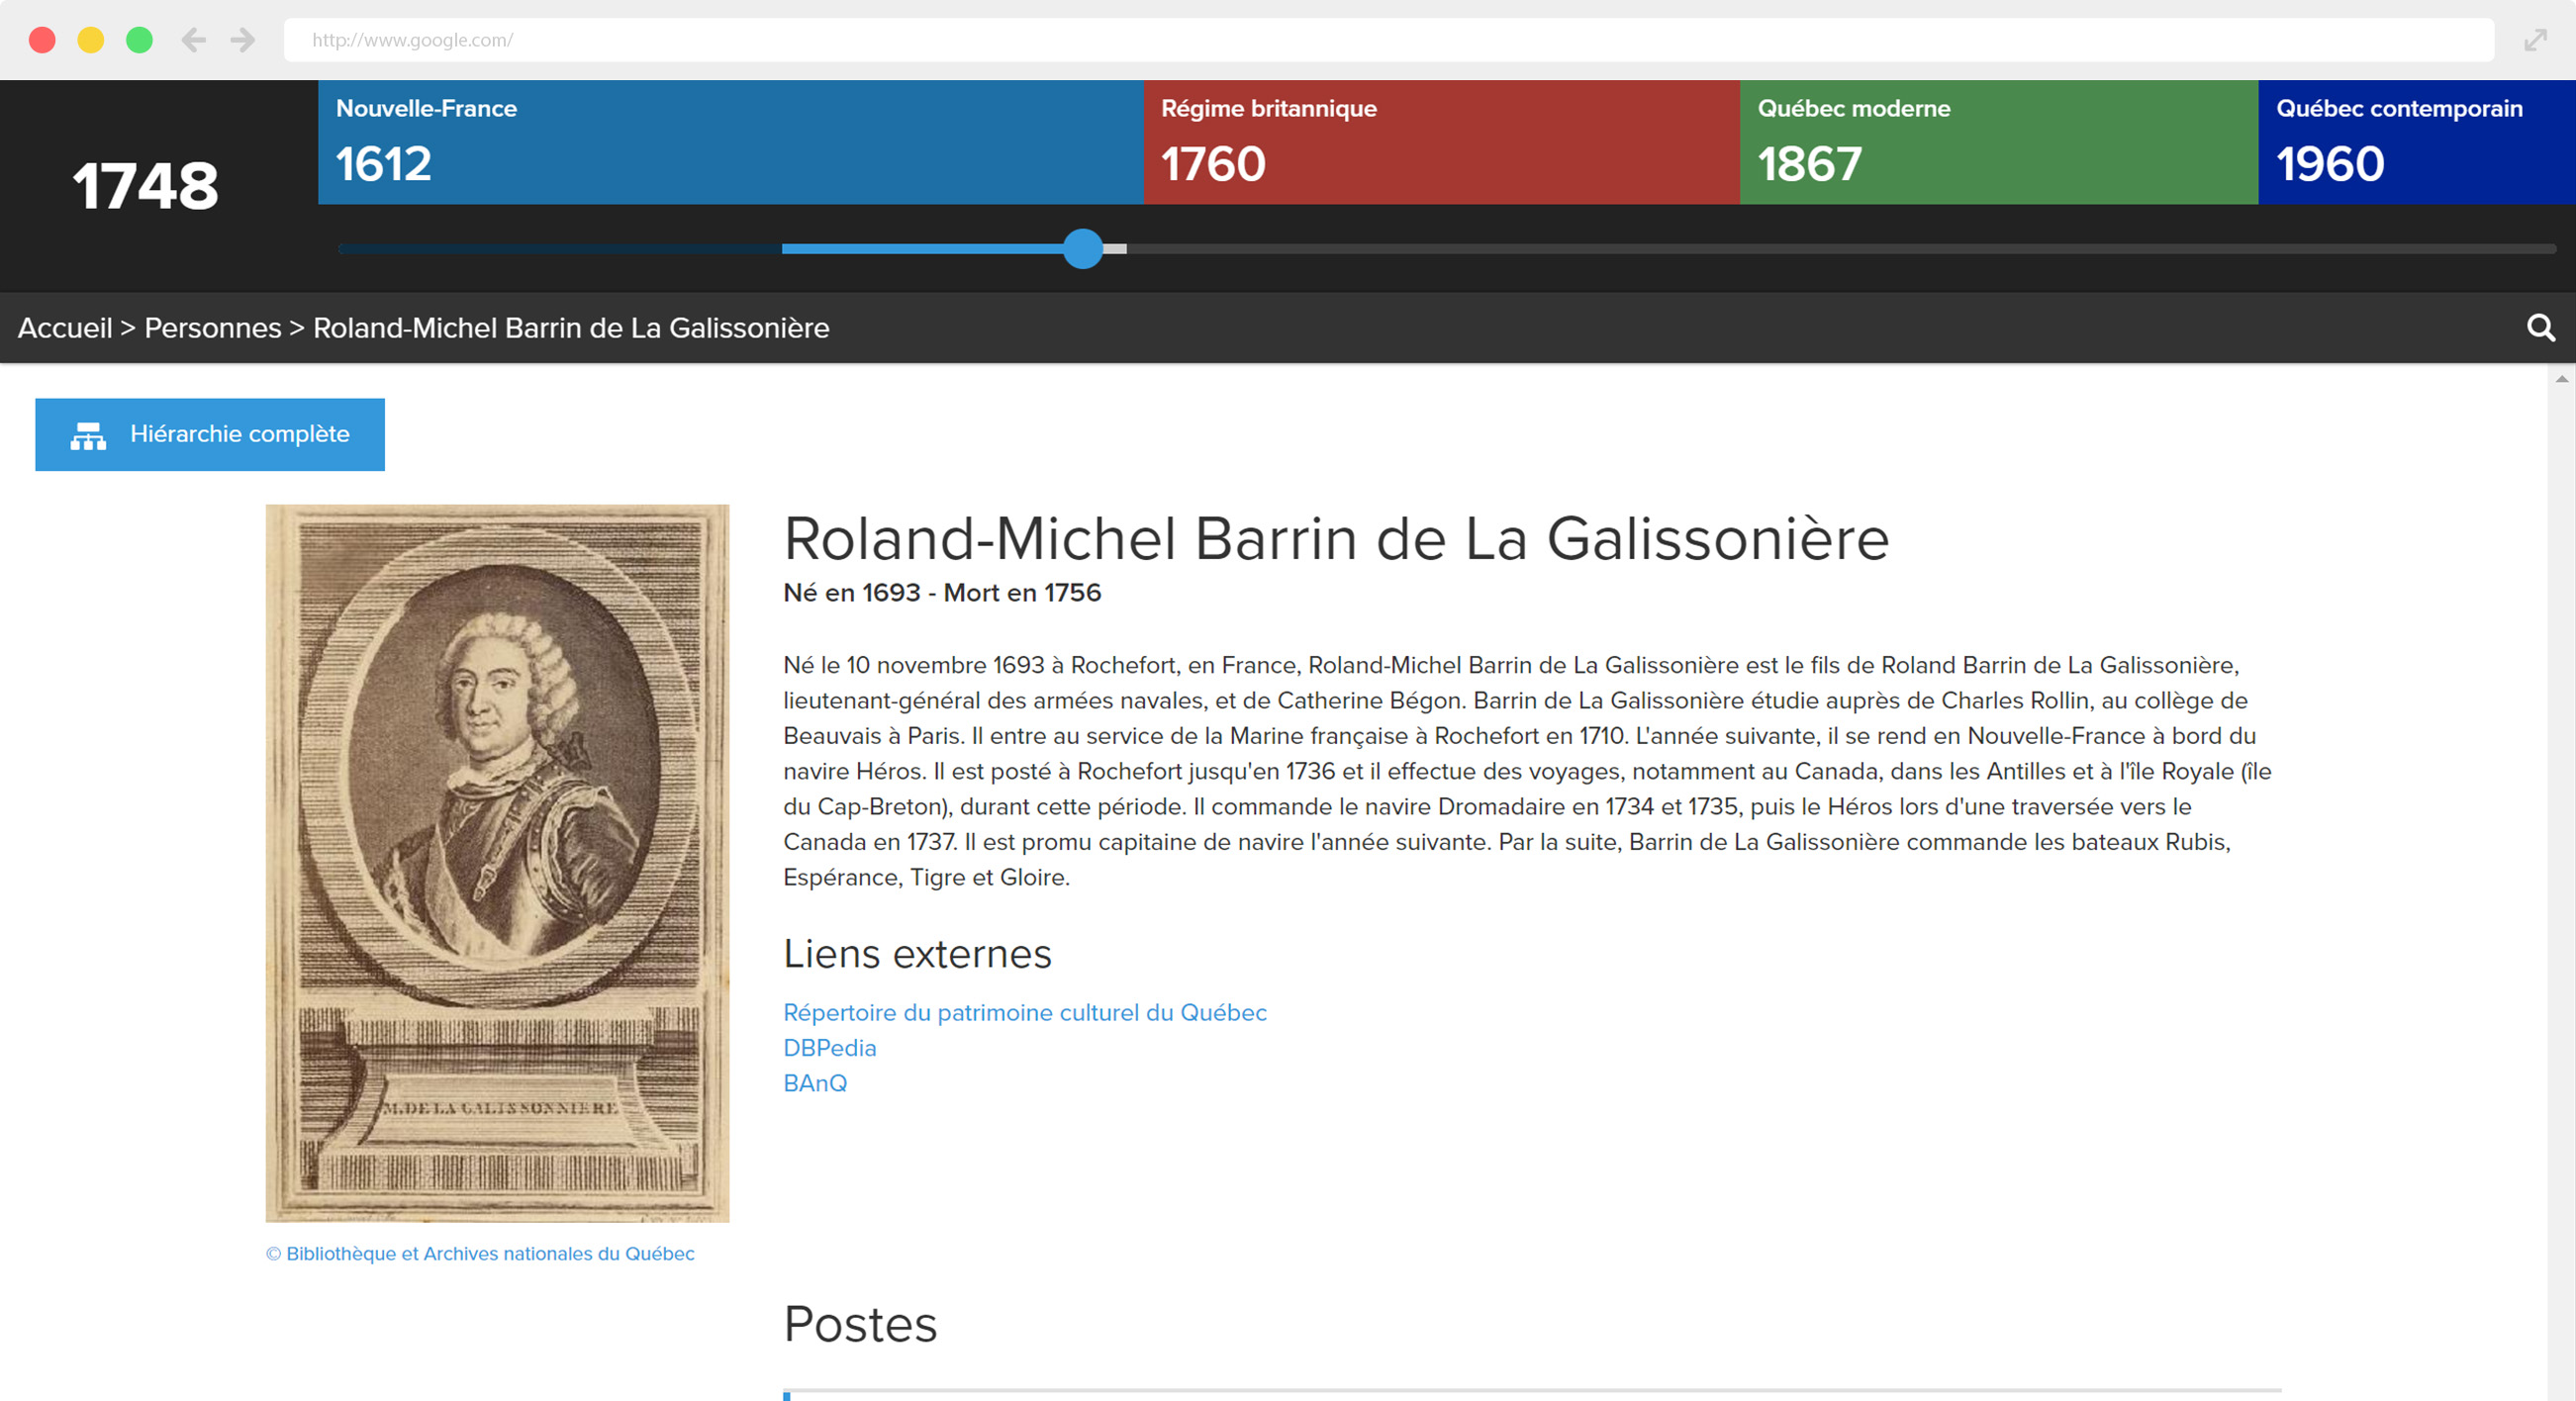 http://www.google.com/
1748
Nouvelle-France
1612
Régime britannique
1760
Québec moderne
1867
Québec contemporain
1960
Accueil > Personnes > Roland-Michel Barrin de La Galissonière
Hiérarchie complète
M. DE LA GALISSONNIERE
© Bibliothèque et Archives nationales du Québec
Roland-Michel Barrin de La Galissonière
Né en 1693 - Mort en 1756
Né le 10 novembre 1693 à Rochefort, en France, Roland-Michel Barrin de La Galissonière est le fils de Roland Barrin de La Galissonière,
lieutenant-général des armées navales, et de Catherine Bégon. Barrin de La Galissonière étudie auprès de Charles Rollin, au collège de
Beauvais à Paris. Il entre au service de la Marine française à Rochefort en 1710. L'année suivante, il se rend en Nouvelle-France à bord du
navire Héros. Il est posté à Rochefort jusqu'en 1736 et il effectue des voyages, notamment au Canada, dans les Antilles et à l'île Royale (île
du Cap-Breton), durant cette période. Il commande le navire Dromadaire en 1734 et 1735, puis le Héros lors d'une traversée vers le
Canada en 1737. Il est promu capitaine de navire l'année suivante. Par la suite, Barrin de La Galissonière commande les bateaux Rubis,
Espérance, Tigre et Gloire.
Liens externes
Répertoire du patrimoine culturel du Québec
DBPedia
BAnQ
Postes